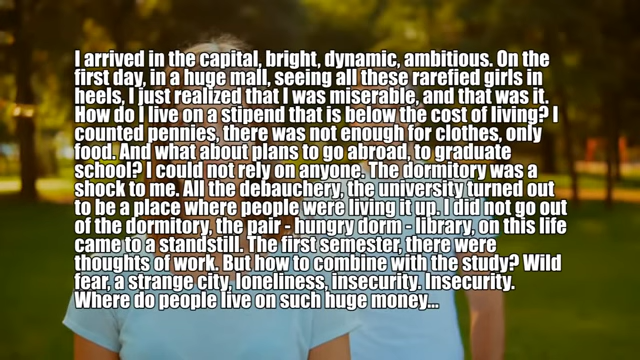 I arrived in the capital, bright, dynamic, ambitious. On the
first day, in a huge mall, seeing all these rarefied girls in
heels, I just realized that I was miserable, and that was it.
How do I live on a stipend that is below the cost of living? I
counted pennies, there was not enough for clothes, only
food. And what about plans to go abroad, to graduate
school? I could not rely on anyone. The dormitory was a
shock to me. All the debauchery, the university turned out
to be a place where people were living it up. I did not go out
of the dormitory, the pair - hungry dorm - library, on this life
came to a standstill. The first semester, there were
thoughts of work. But how to combine with the study? Wild
fear, a strange city, loneliness, insecurity. Insecurity.
Where do people live on such huge money...